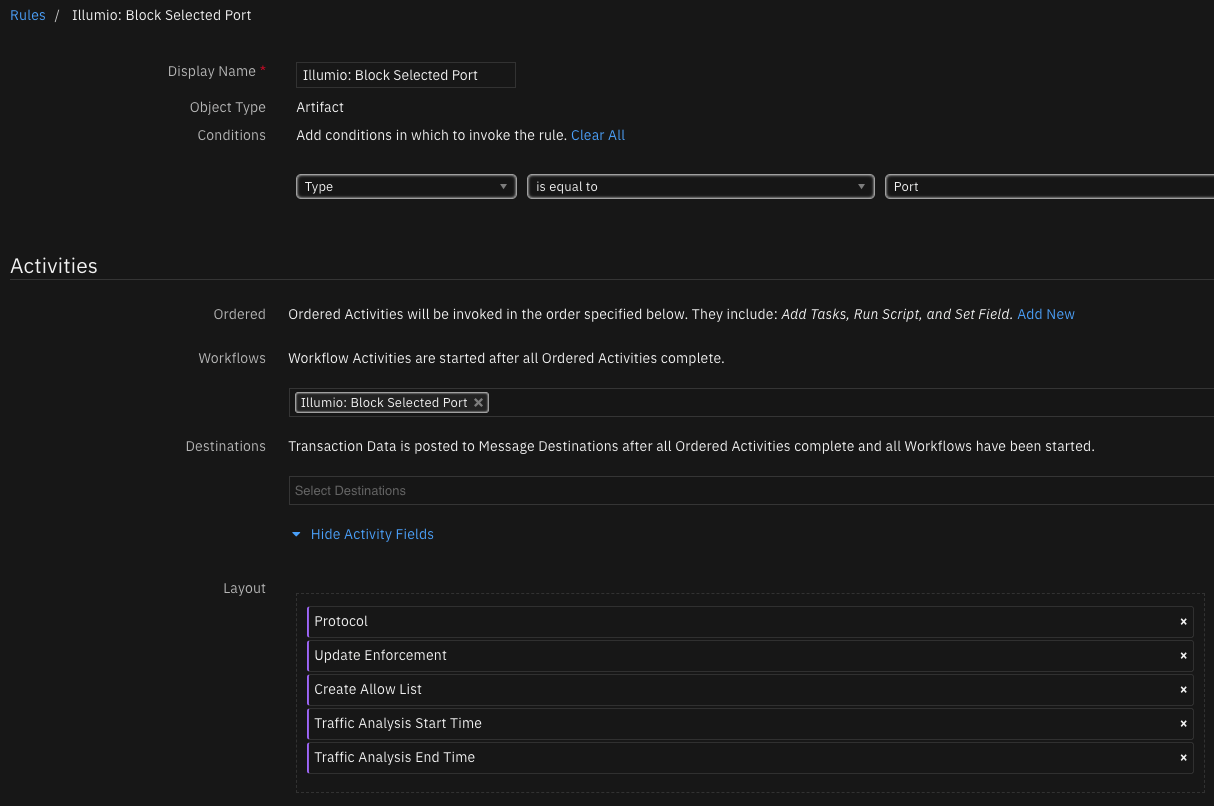 Rules / Illumio: Block Selected Port
Display Name * Illumio: Block Selected Port
Object Type Artifact
Conditions Add conditions in which to invoke the rule. Clear All
Type is equal to Port
Activities
Ordered Ordered Activities will be invoked in the order specified below. They include: Add Tasks, Run Script, and Set Field. Add New
Workflows Workflow Activities are started after all Ordered Activities complete.
Illumio: Block Selected Port ×
Destinations Transaction Data is posted to Message Destinations after all Ordered Activities complete and all Workflows have been started.
Select Destinations
Hide Activity Fields
Layout
Protocol ×
Update Enforcement ×
Create Allow List ×
Traffic Analysis Start Time ×
Traffic Analysis End Time ×